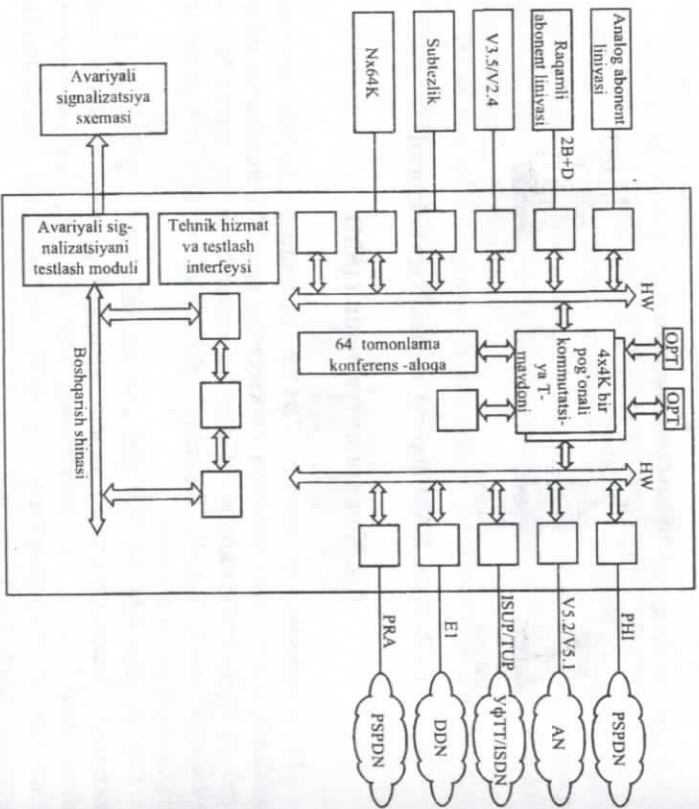 Analog abonent
liniyasi
Raqamli
abonent liniyasi
2B+D
V3.5/V2.4
Subtezlik
Nx64K
Avariyali
signalizatsiya
sxemasi
HW
OPT
OPT
4x4K bir
pog'onali
kommutatsi-
ya T-
maydoni
64 tomonlama
konferens -aloqa
HW
Tehnik hizmat
va testlash
interfeysi
Avariyali sig-
nalizatsiyani
testlash moduli
Boshqarish shinasi
PHI
PSPDN
V5.2/V5.1
AN
ISUP/TUP
УфТТ/ISDN
E1
DDN
PRA
PSPDN